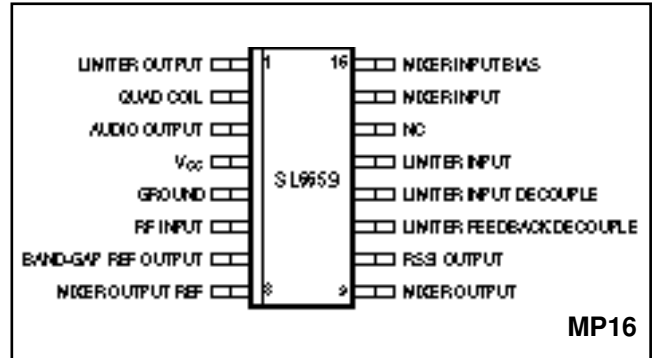 LIMITER OUTPUT 1 16 MIXER INPUT BIAS
QUAD COIL MIXER INPUT
AUDIO OUTPUT NC
VCC LIMITER INPUT
SL6659
GROUND LIMITER INPUT DECOUPLE
RF INPUT LIMITER FEEDBACK DECOUPLE
BAND-GAP REF OUTPUT RSSI OUTPUT
MIXER OUTPUT REF 8 9 MIXER OUTPUT
MP16